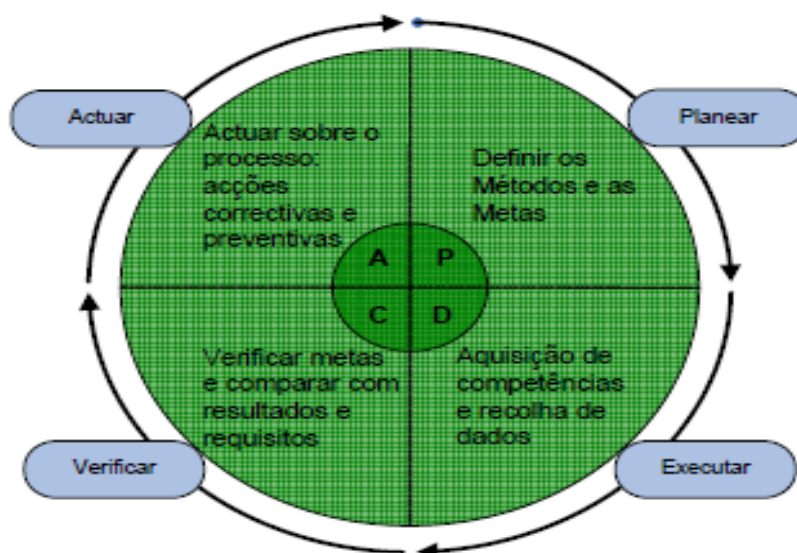 Actuar
Planear
Actuar sobre o
processo:
acções
correctivas e
preventivas
Definir os
Métodos e as
Metas
A
P
C
D
Verificar metas
e comparar com
resultados e
requisitos
Aquisição de
competências
e recolha de
dados
Verificar
Executar